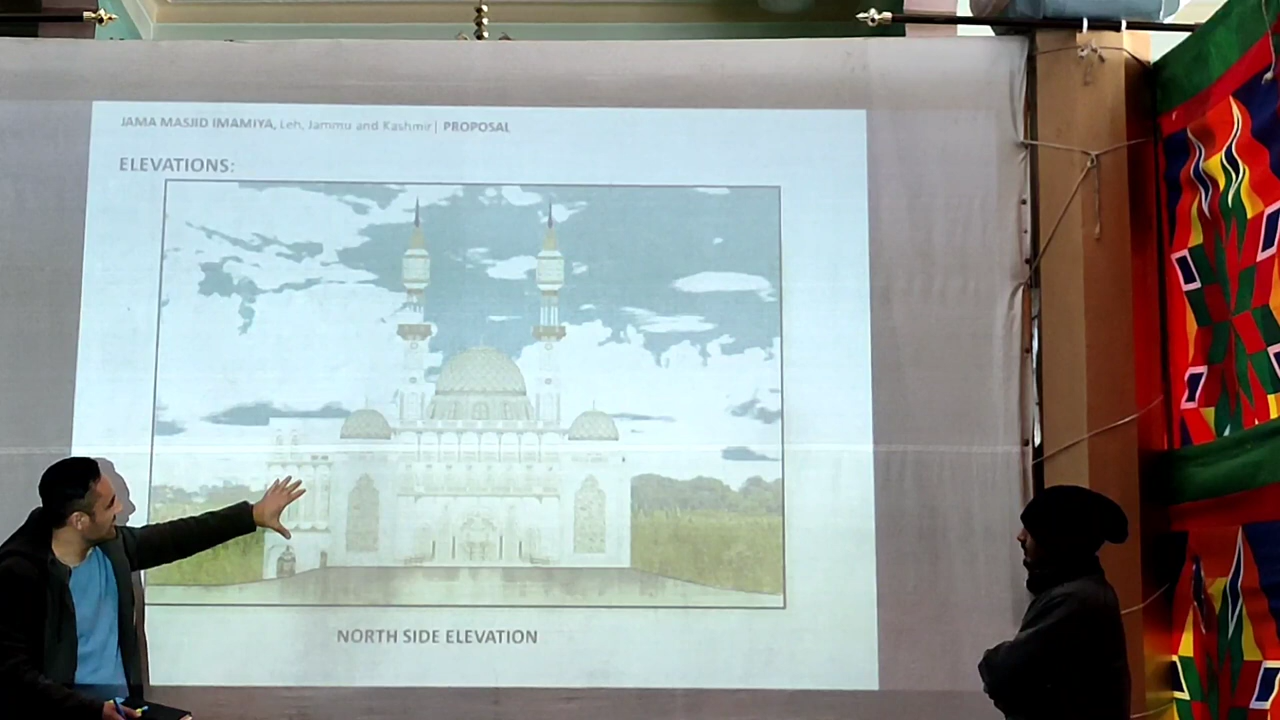 JAMA MASJID IMAMIYA, Leh, Jammu and Kashmir| PROPOSAL
ELEVATIONS:
NORTH SIDE ELEVATION